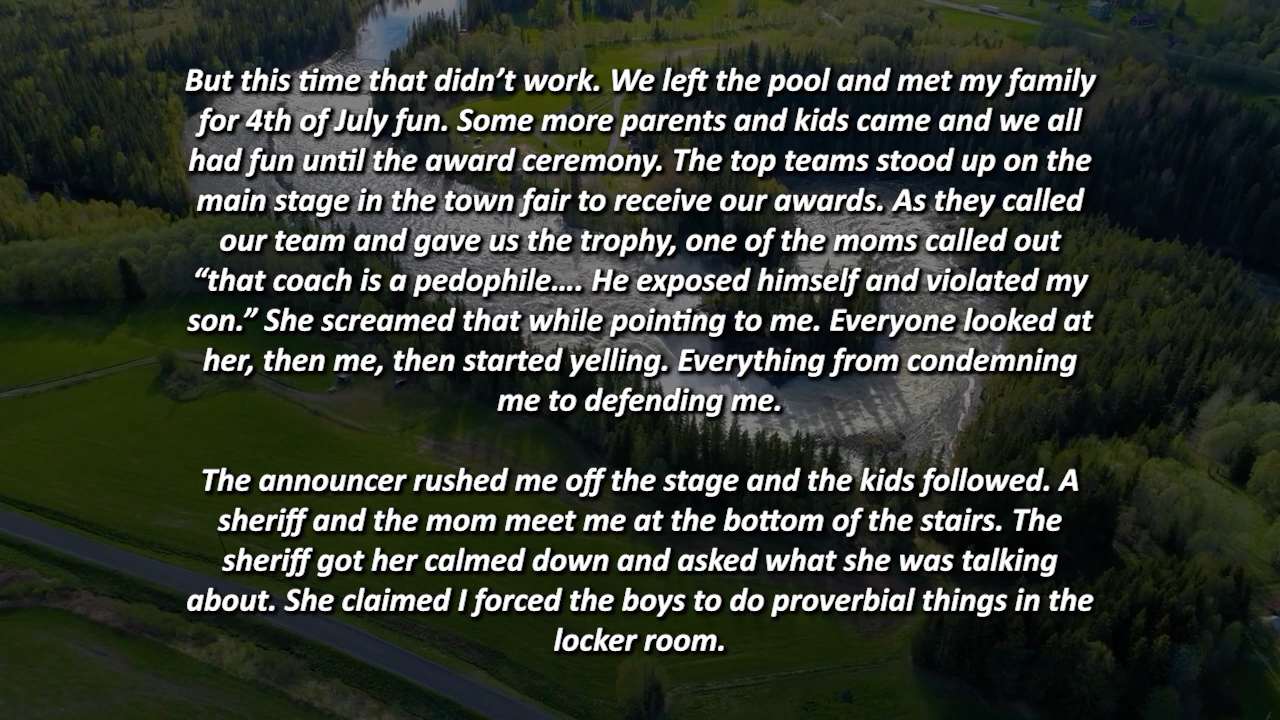 But this time that didn’t work. We left the pool and met my family
for 4th of July fun. Some more parents and kids came and we all
had fun until the award ceremony. The top teams stood up on the
main stage in the town fair to receive our awards. As they called
our team and gave us the trophy, one of the moms called out
“that coach is a pedophile…. He exposed himself and violated my
son.” She screamed that while pointing to me. Everyone looked at
her, then me, then started yelling. Everything from condemning
me to defending me.
The announcer rushed me off the stage and the kids followed. A
sheriff and the mom meet me at the bottom of the stairs. The
sheriff got her calmed down and asked what she was talking
about. She claimed I forced the boys to do proverbial things in the
locker room.